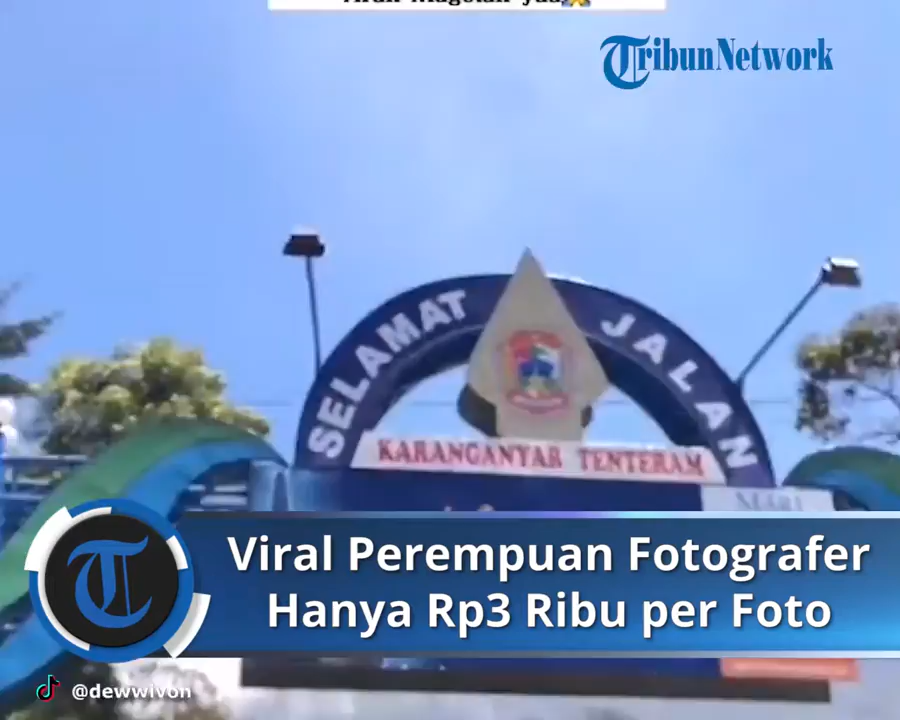 TribunNetwork
SELAMAT JALAN
KARANGANYAR TENTERAM
Viral Perempuan Fotografer
Hanya Rp3 Ribu per Foto
@dewwivon